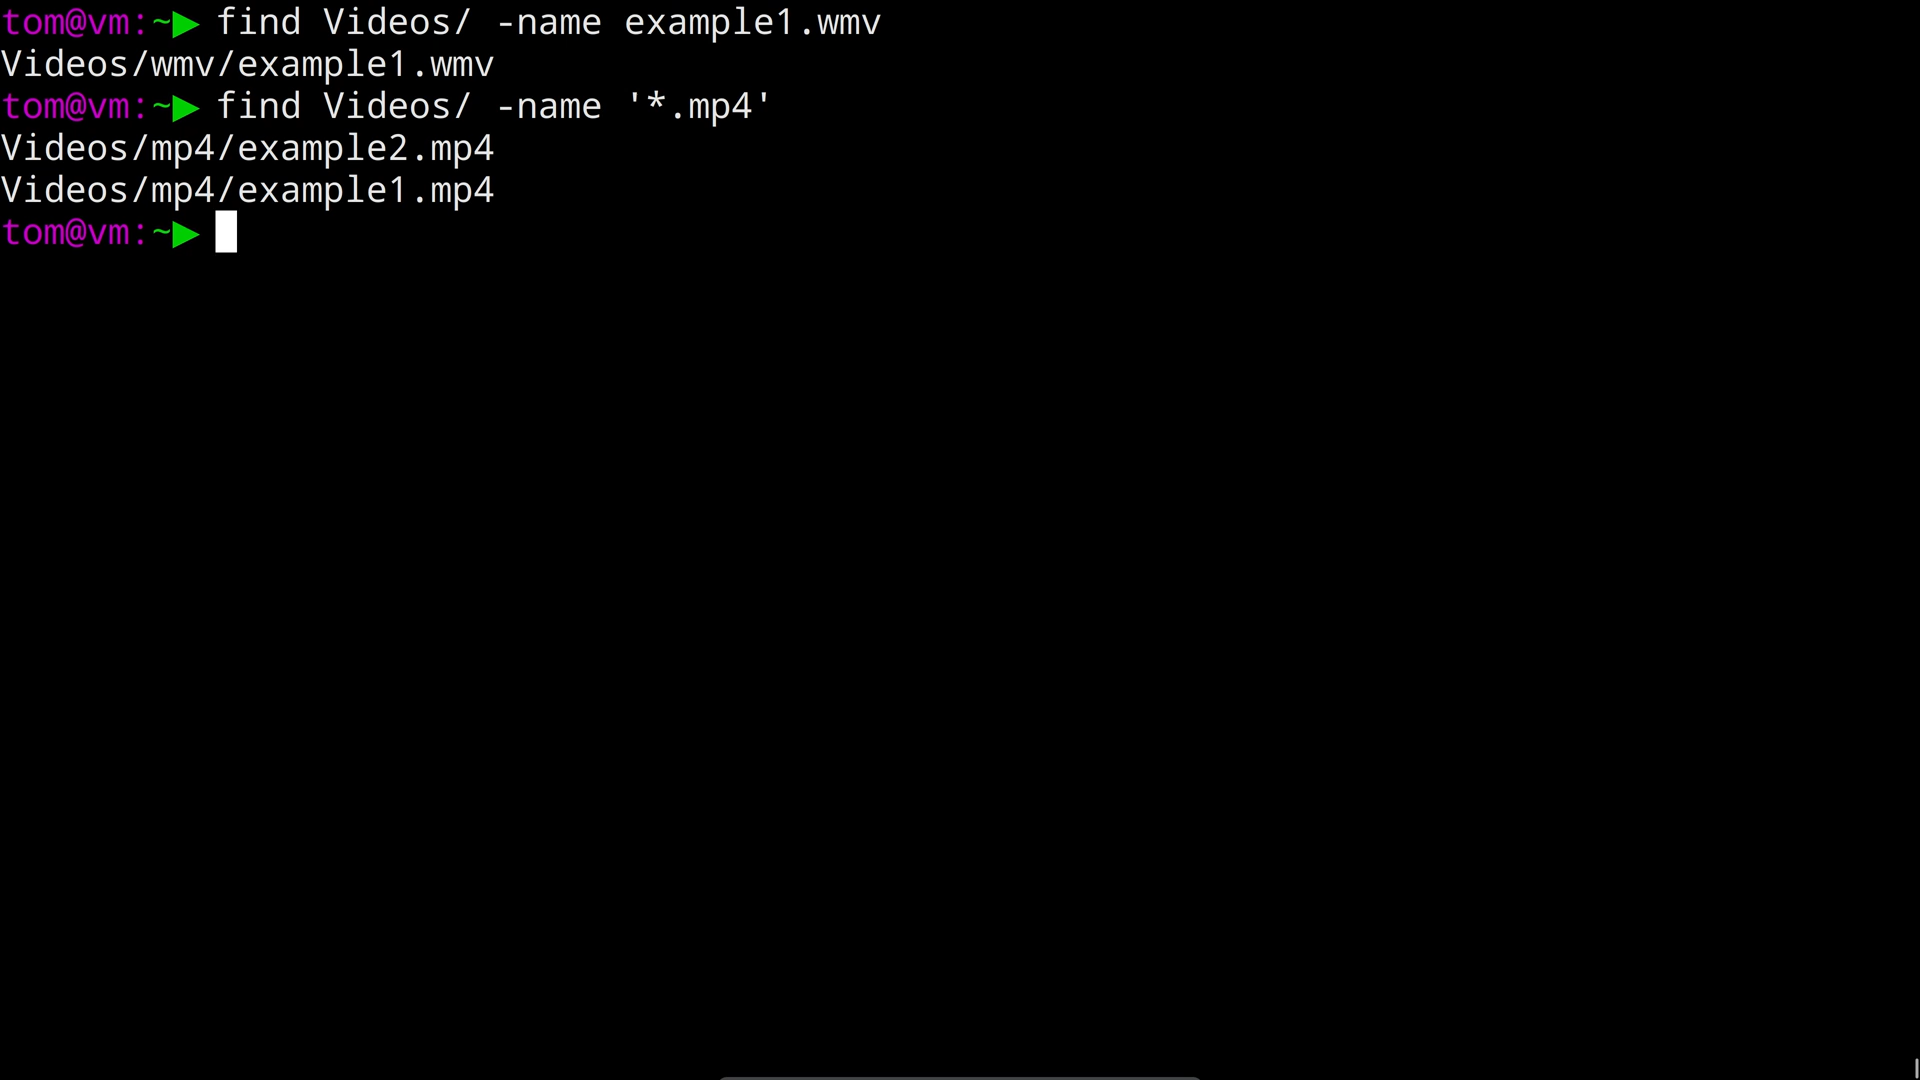 tom@vm:~▶ find Videos/ -name example1.wmv
Videos/wmv/example1.wmv
tom@vm:~▶ find Videos/ -name '*.mp4'
Videos/mp4/example2.mp4
Videos/mp4/example1.mp4
tom@vm:~▶